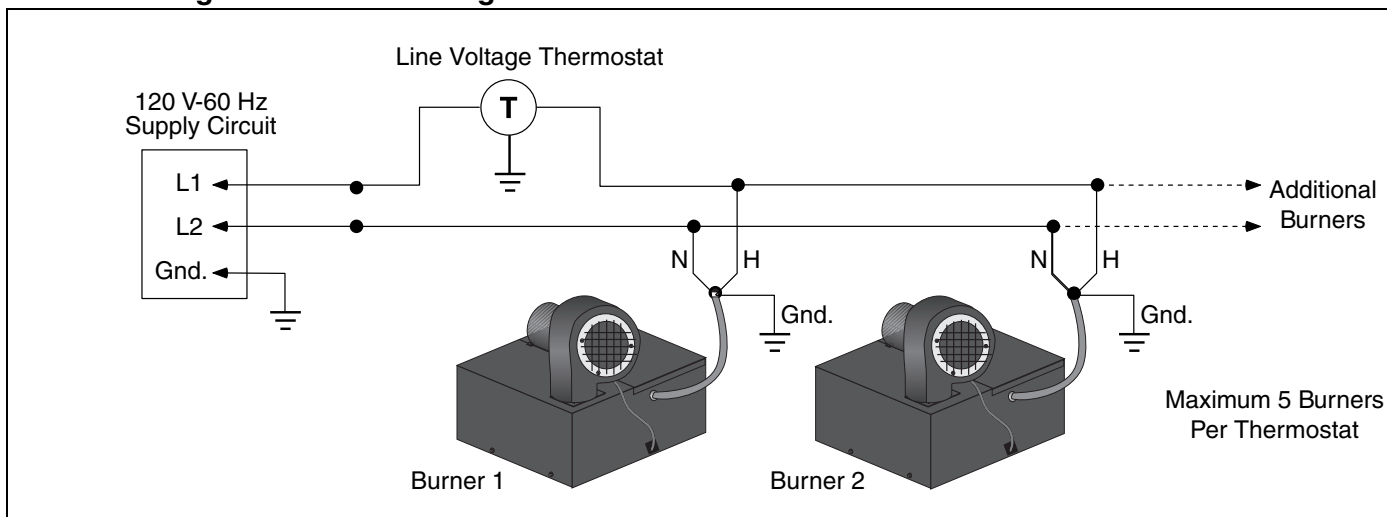 Line Voltage Thermostat
T
120 V-60 Hz
Supply Circuit
L1
L2
Gnd.
Additional
Burners
N
H
Gnd.
N
H
Gnd.
Maximum 5 Burners
Per Thermostat
Burner 1
Burner 2